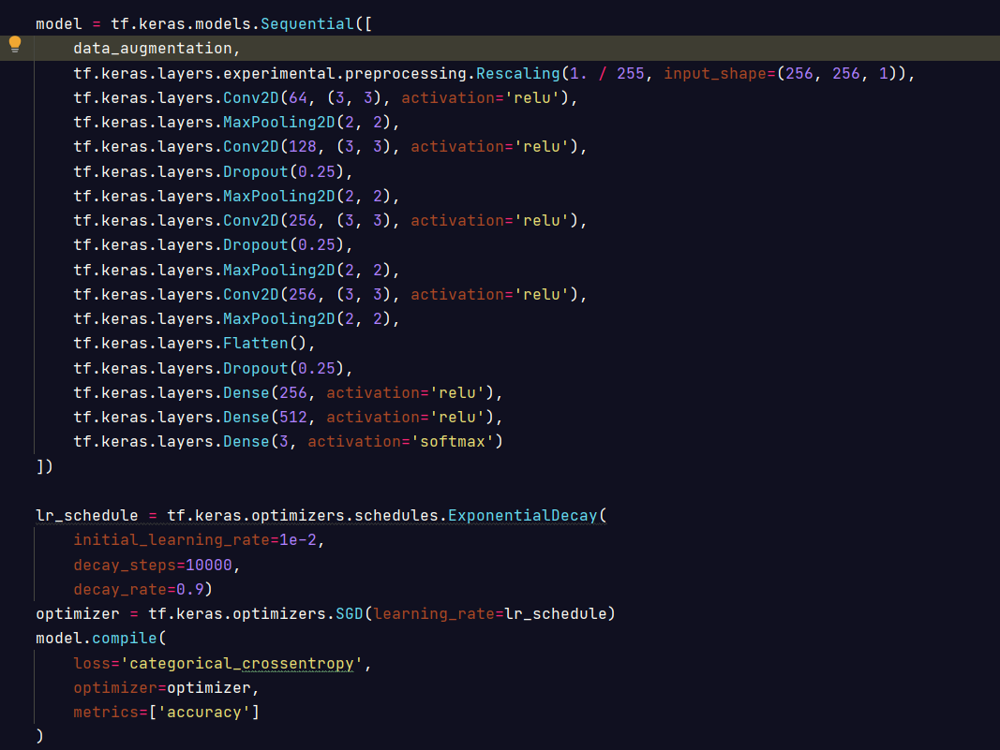 model = tf.keras.models.Sequential([
    data_augmentation,
    tf.keras.layers.experimental.preprocessing.Rescaling(1. / 255, input_shape=(256, 256, 1)),
    tf.keras.layers.Conv2D(64, (3, 3), activation='relu'),
    tf.keras.layers.MaxPooling2D(2, 2),
    tf.keras.layers.Conv2D(128, (3, 3), activation='relu'),
    tf.keras.layers.Dropout(0.25),
    tf.keras.layers.MaxPooling2D(2, 2),
    tf.keras.layers.Conv2D(256, (3, 3), activation='relu'),
    tf.keras.layers.Dropout(0.25),
    tf.keras.layers.MaxPooling2D(2, 2),
    tf.keras.layers.Conv2D(256, (3, 3), activation='relu'),
    tf.keras.layers.MaxPooling2D(2, 2),
    tf.keras.layers.Flatten(),
    tf.keras.layers.Dropout(0.25),
    tf.keras.layers.Dense(256, activation='relu'),
    tf.keras.layers.Dense(512, activation='relu'),
    tf.keras.layers.Dense(3, activation='softmax')
])

lr_schedule = tf.keras.optimizers.schedules.ExponentialDecay(
    initial_learning_rate=1e-2,
    decay_steps=10000,
    decay_rate=0.9)
optimizer = tf.keras.optimizers.SGD(learning_rate=lr_schedule)
model.compile(
    loss='categorical_crossentropy',
    optimizer=optimizer,
    metrics=['accuracy']
)